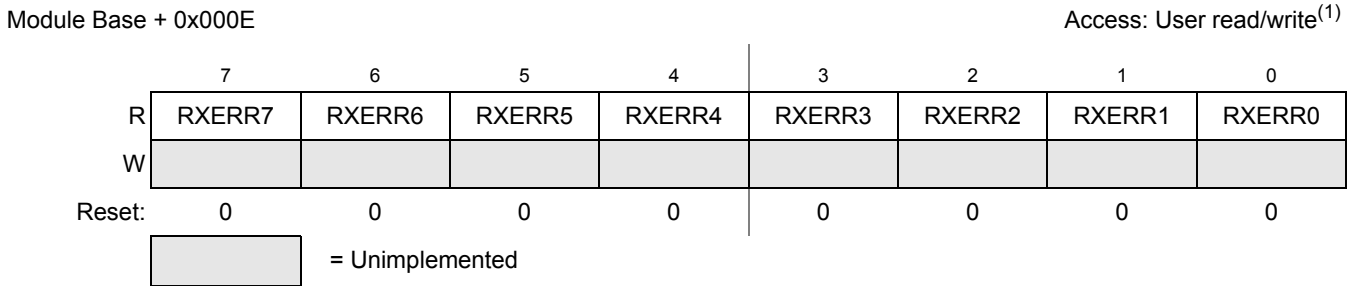 Module Base + 0x000E Access: User read/write(1)
7 6 5 4 3 2 1 0
R RXERR7 RXERR6 RXERR5 RXERR4 RXERR3 RXERR2 RXERR1 RXERR0
W
Reset: 0 0 0 0 0 0 0 0
= Unimplemented